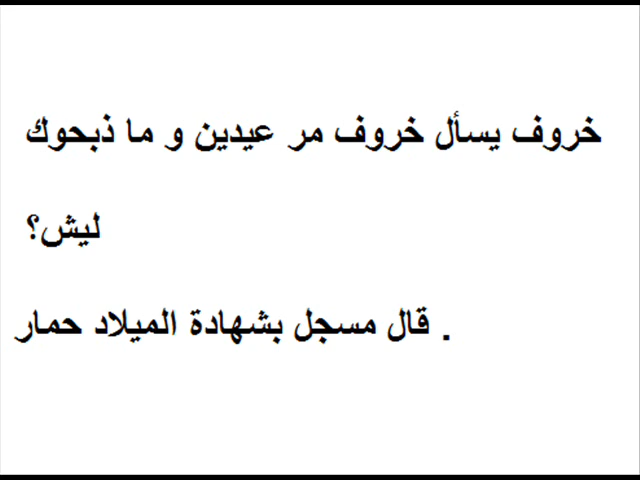 خروف يسأل خروف مر عيدين و ما ذبحوك
ليش؟
قال مسجل بشهادة الميلاد حمار .